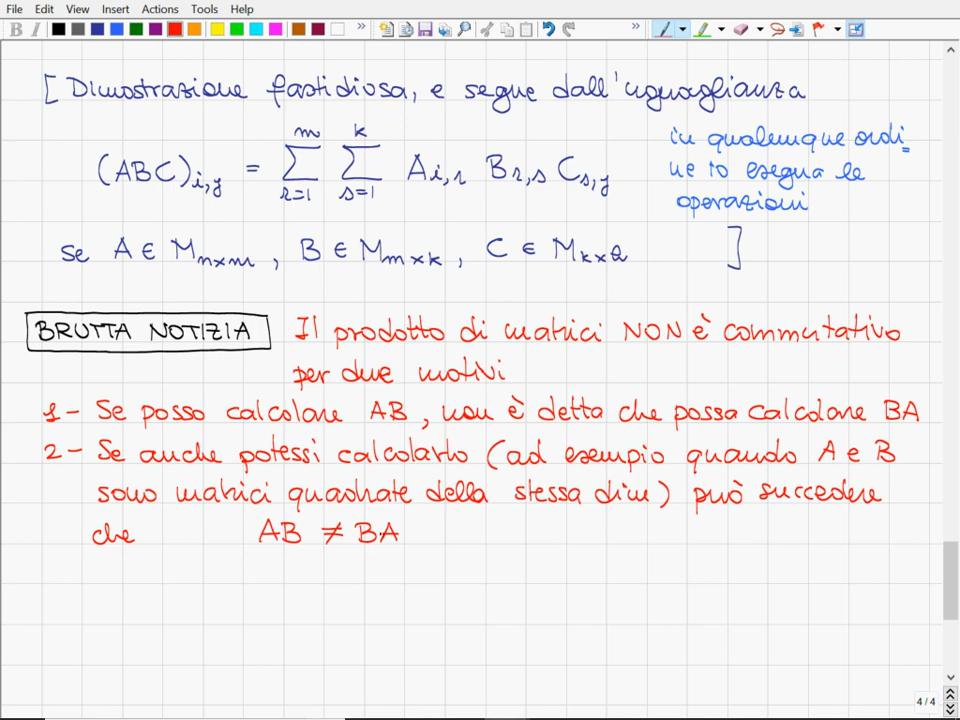 File Edit View Insert Actions Tools Help
B I » »
[ Dimostrazione fastidiosa, e segue dall'uguaglianza
(ABC)i,j = m∑r=1 k∑s=1 Ai,r Br,s Cs,j
in qualunque ordi=
ne io esegua le
operazioni
se A ∈ Mn×m , B ∈ Mm×k , C ∈ Mk×h ]
BRUTTA NOTIZIA Il prodotto di matrici NON è commutativo
per due motivi
1- Se posso calcolare AB , non è detta che possa calcolare BA
2- Se anche potessi calcolarlo (ad esempio quando A e B
sono matrici quadrate della stessa dim) può succedere
che AB ≠ BA
4 / 4